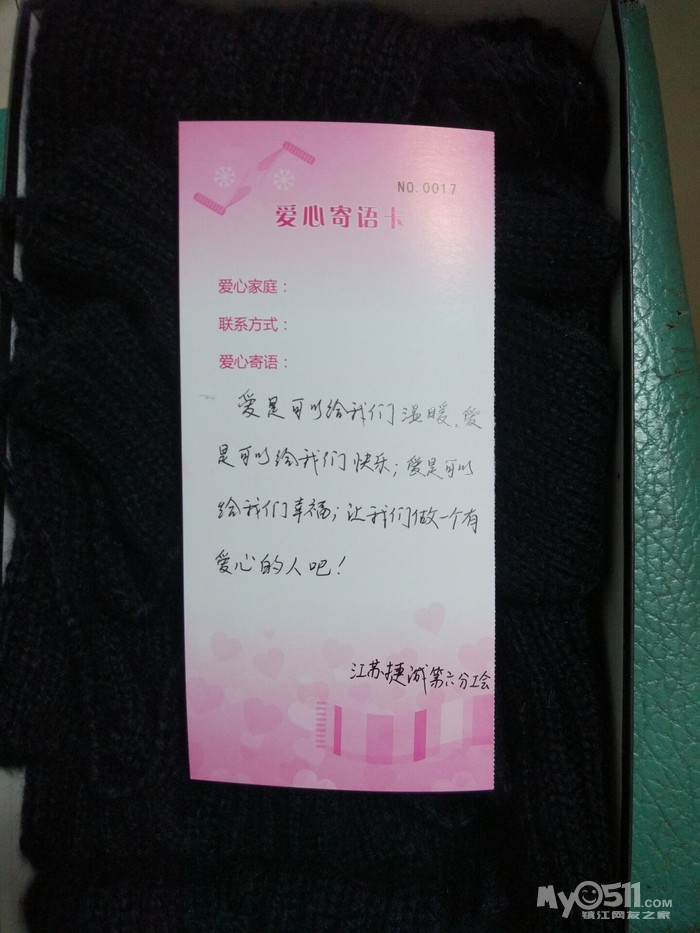 NO.0017
爱心寄语卡
爱心家庭：
联系方式：
爱心寄语：
爱是可以给我们温暖，爱
是可以给我们快乐；爱是可以
给我们幸福；让我们做一个有
爱心的人吧！
江苏捷诚第六分工会
My0511.COM
镇江网友之家